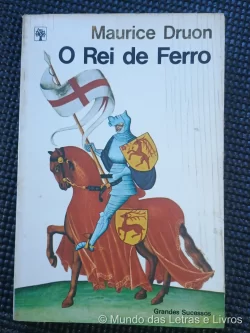 Maurice Druon
O Rei de Ferro
Grandes Sucessos
© Mundo das Letras e Livros